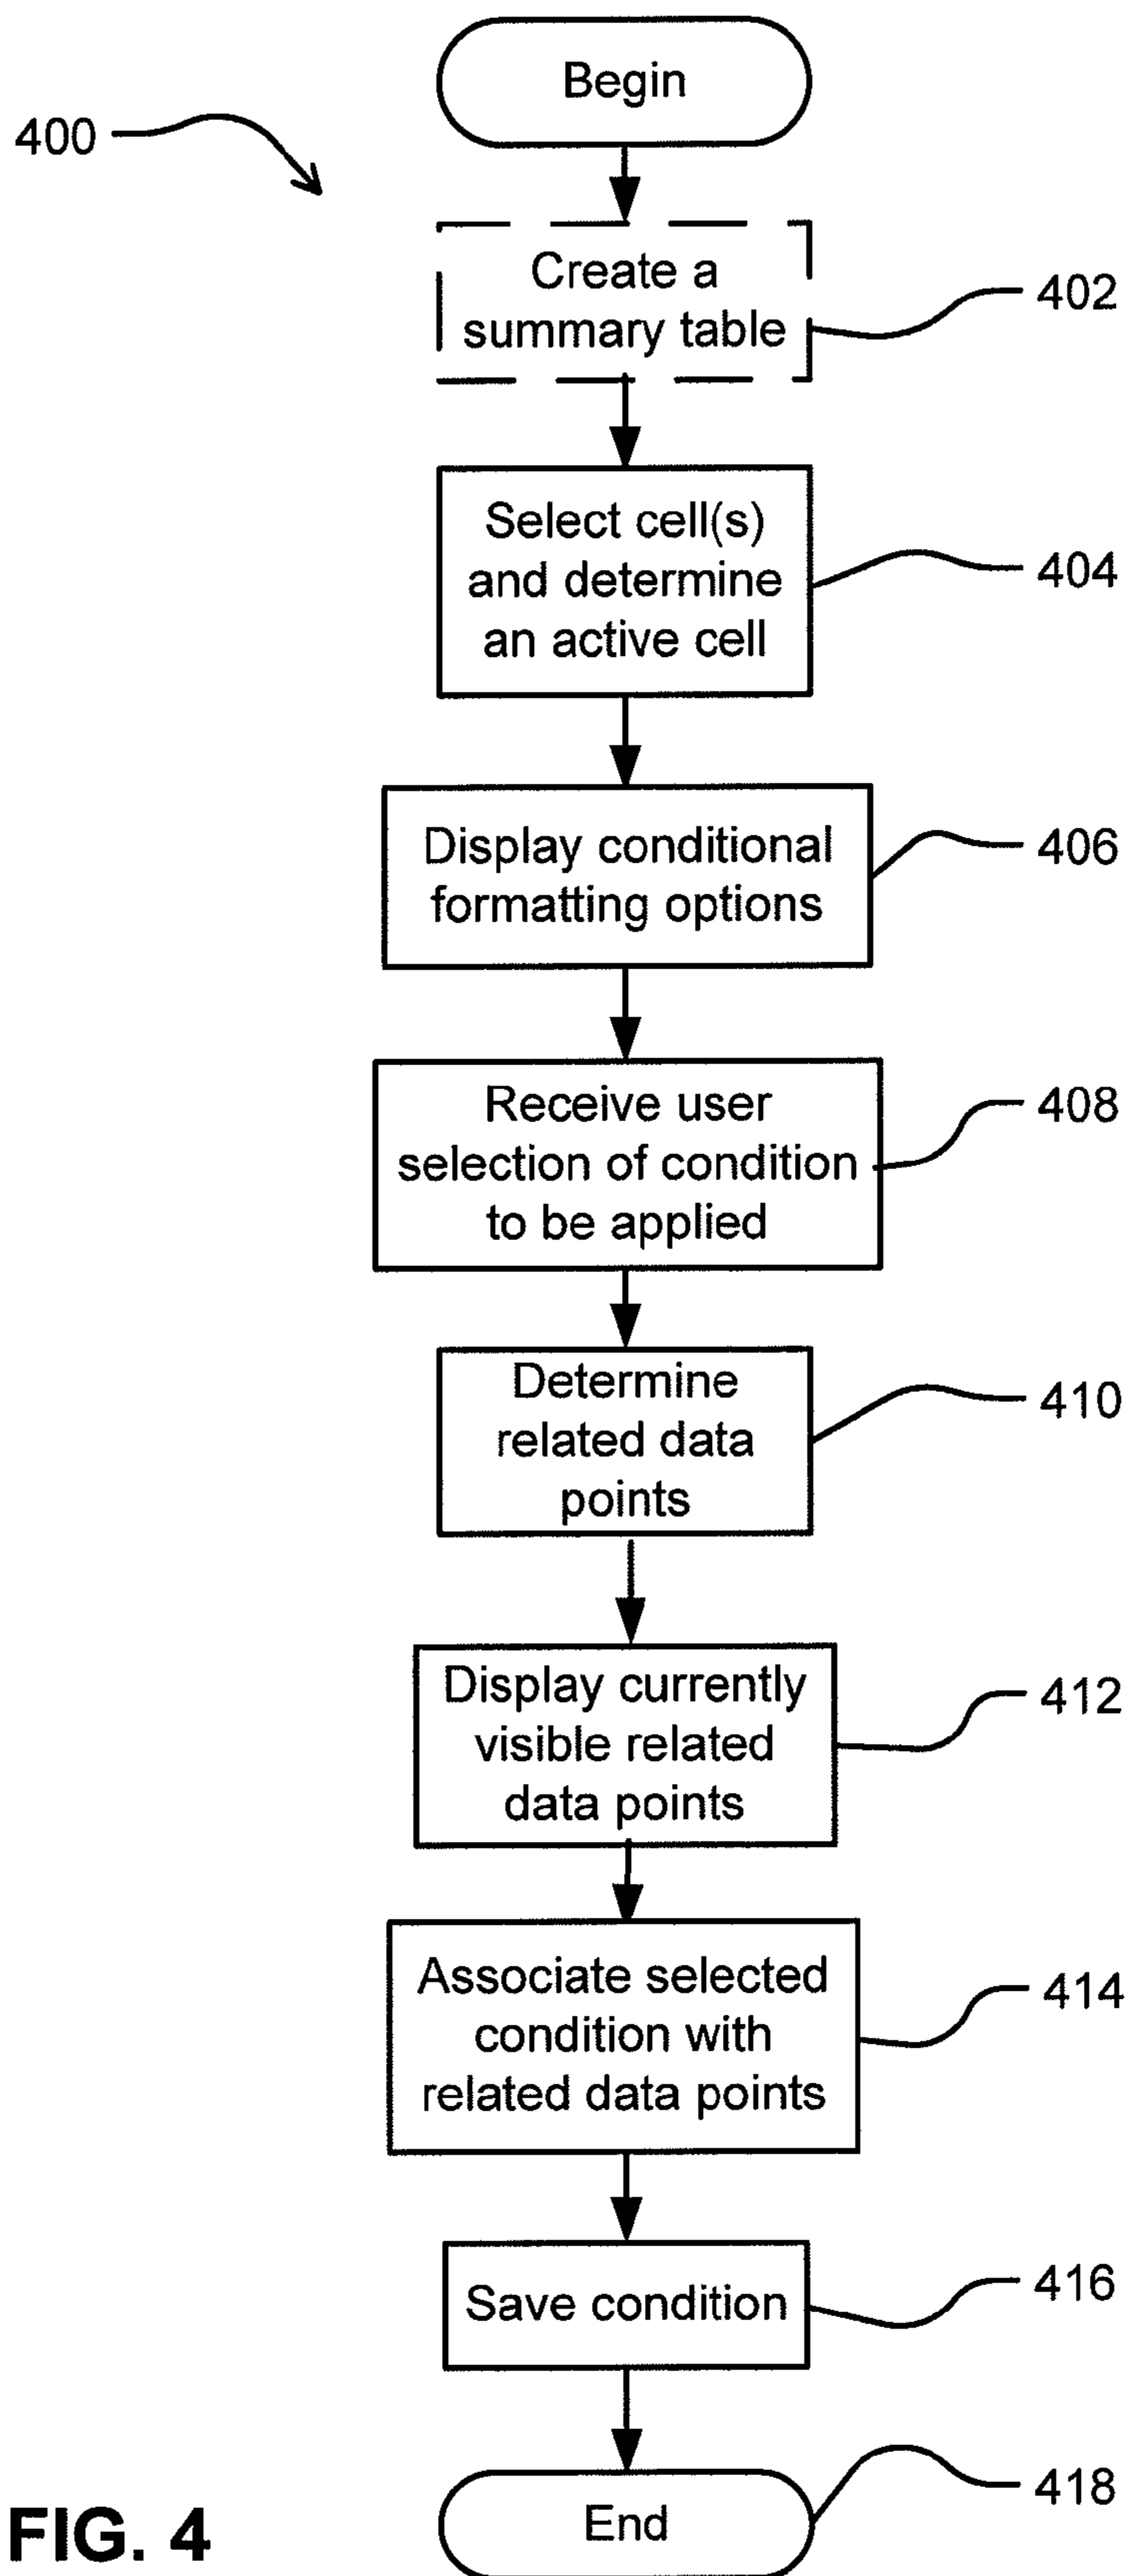 Begin
400
Create a
summary table
402
Select cell(s)
and determine
an active cell
404
Display conditional
formatting options
406
Receive user
selection of condition
to be applied
408
Determine
related data
points
410
Display currently
visible related
data points
412
Associate selected
condition with
related data points
414
Save condition
416
End
418
FIG. 4